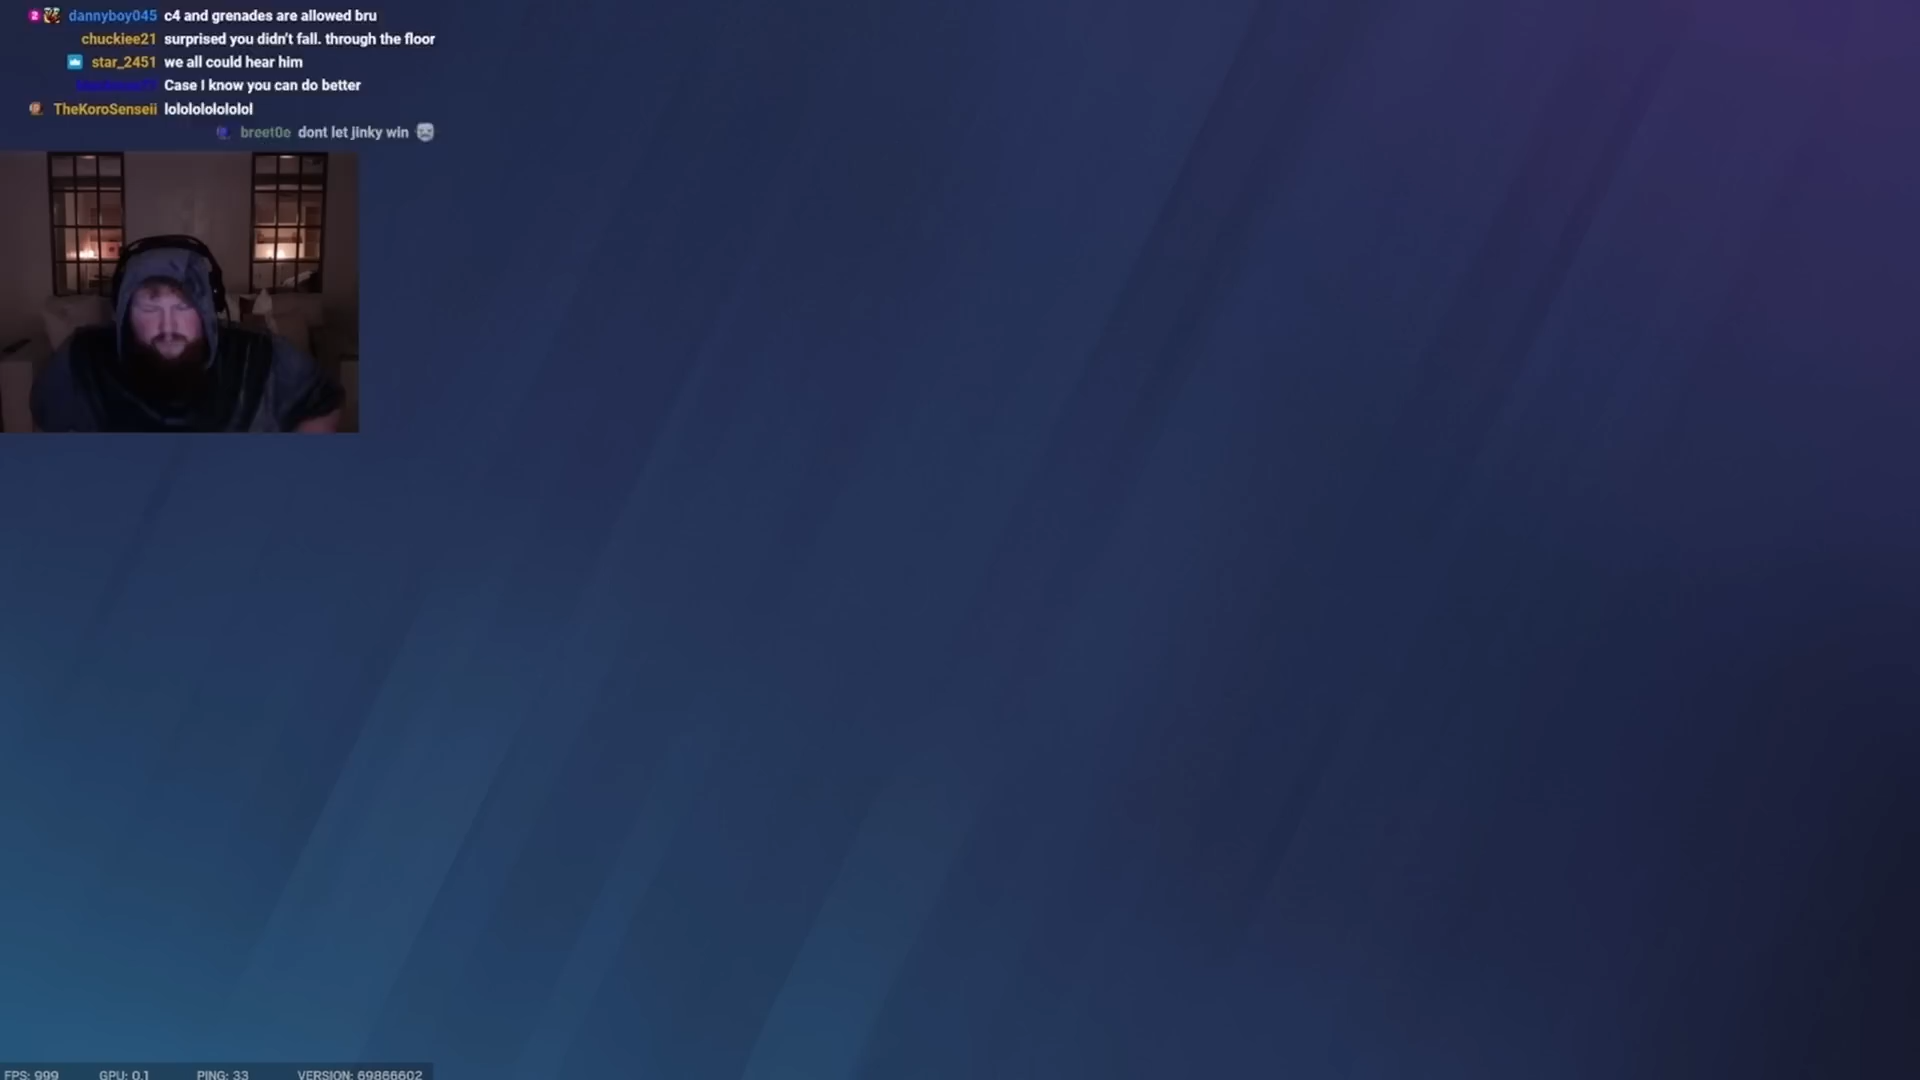 2 dannyboy045 c4 and grenades are allowed bru
chuckiee21 surprised you didn't fall. through the floor
star_2451 we all could hear him
Case I know you can do better
TheKoroSenseii lolololololololol
breet0e dont let jinky win
FPS: 999 GPU: 0.1 PING: 33 VERSION: 69866602